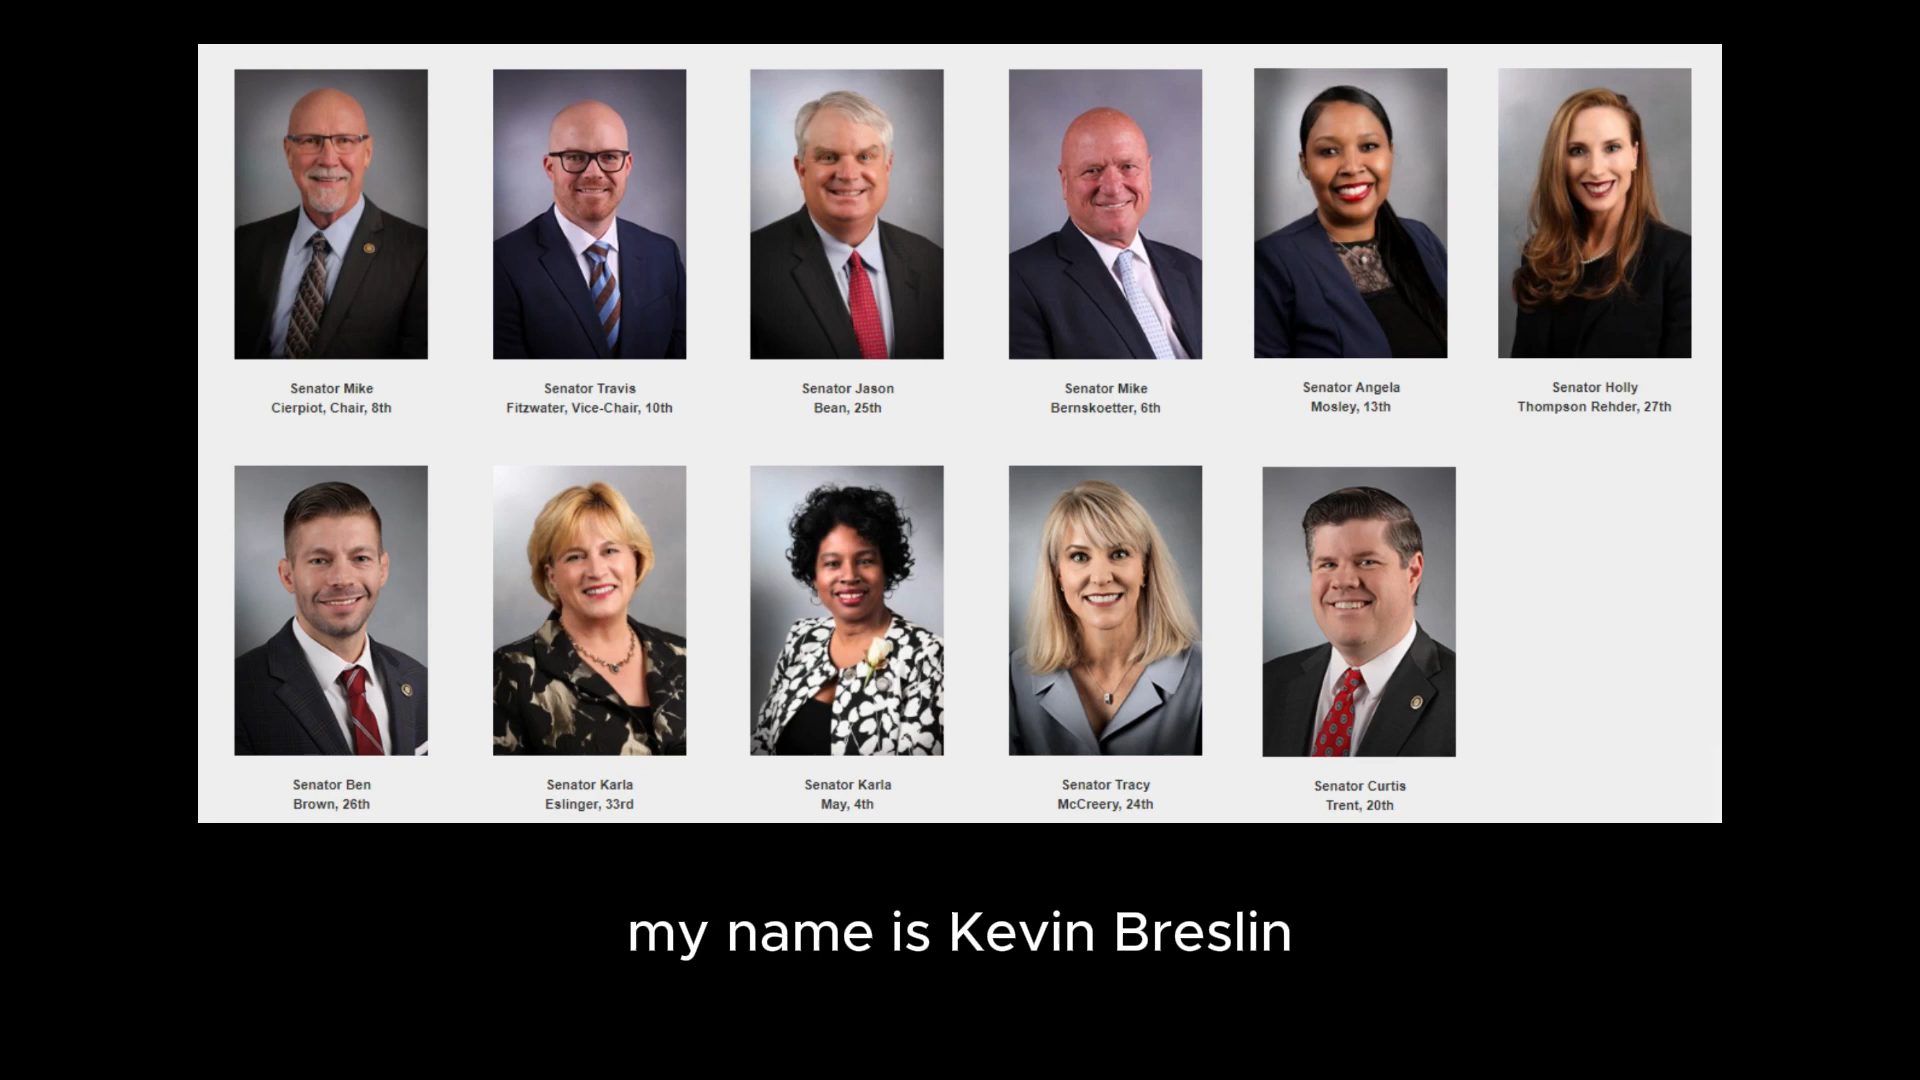 Senator Mike
Cierpiot, Chair, 8th
Senator Travis
Fitzwater, Vice-Chair, 10th
Senator Jason
Bean, 25th
Senator Mike
Bernskoetter, 6th
Senator Angela
Mosley, 13th
Senator Holly
Thompson Rehder, 27th
Senator Ben
Brown, 26th
Senator Karla
Eslinger, 33rd
Senator Karla
May, 4th
Senator Tracy
McCreery, 24th
Senator Curtis
Trent, 20th
my name is Kevin Breslin